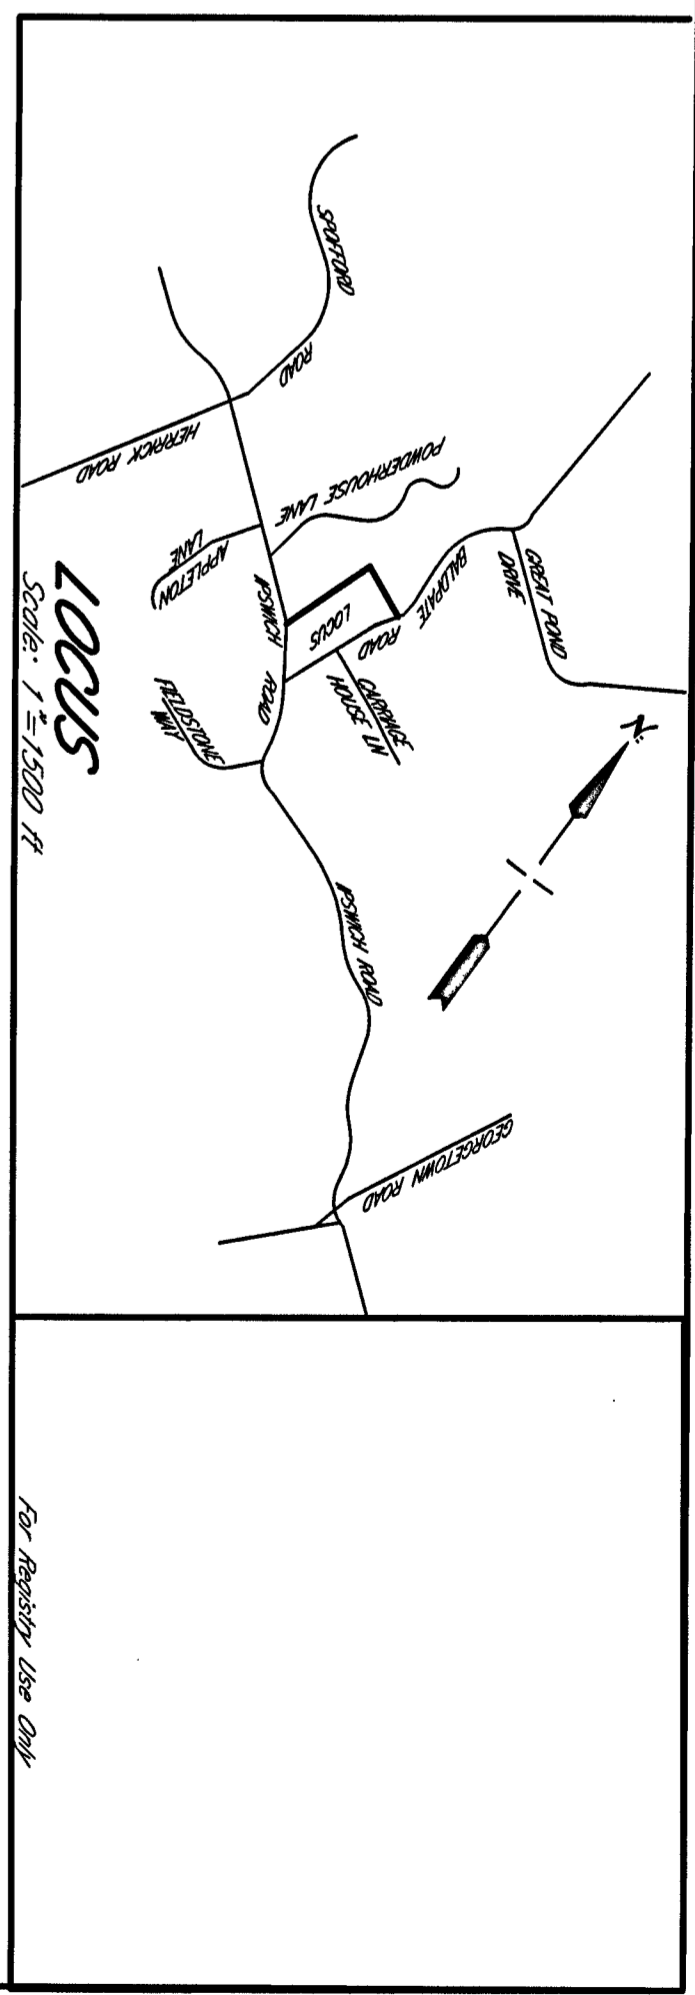 SPOFFORD
ROAD
HERRICK ROAD
POWDERHOUSE LANE
APPLETON
LANE
IPSWICH
ROAD
LOCUS
BALDPATE
ROAD
GREAT POND
DRIVE
CARRIAGE
HOUSE LN
FIELDSTONE
WAY
N
IPSWICH ROAD
GEORGETOWN ROAD
LOCUS
Scale: 1"=1500 ft
For Registry Use Only